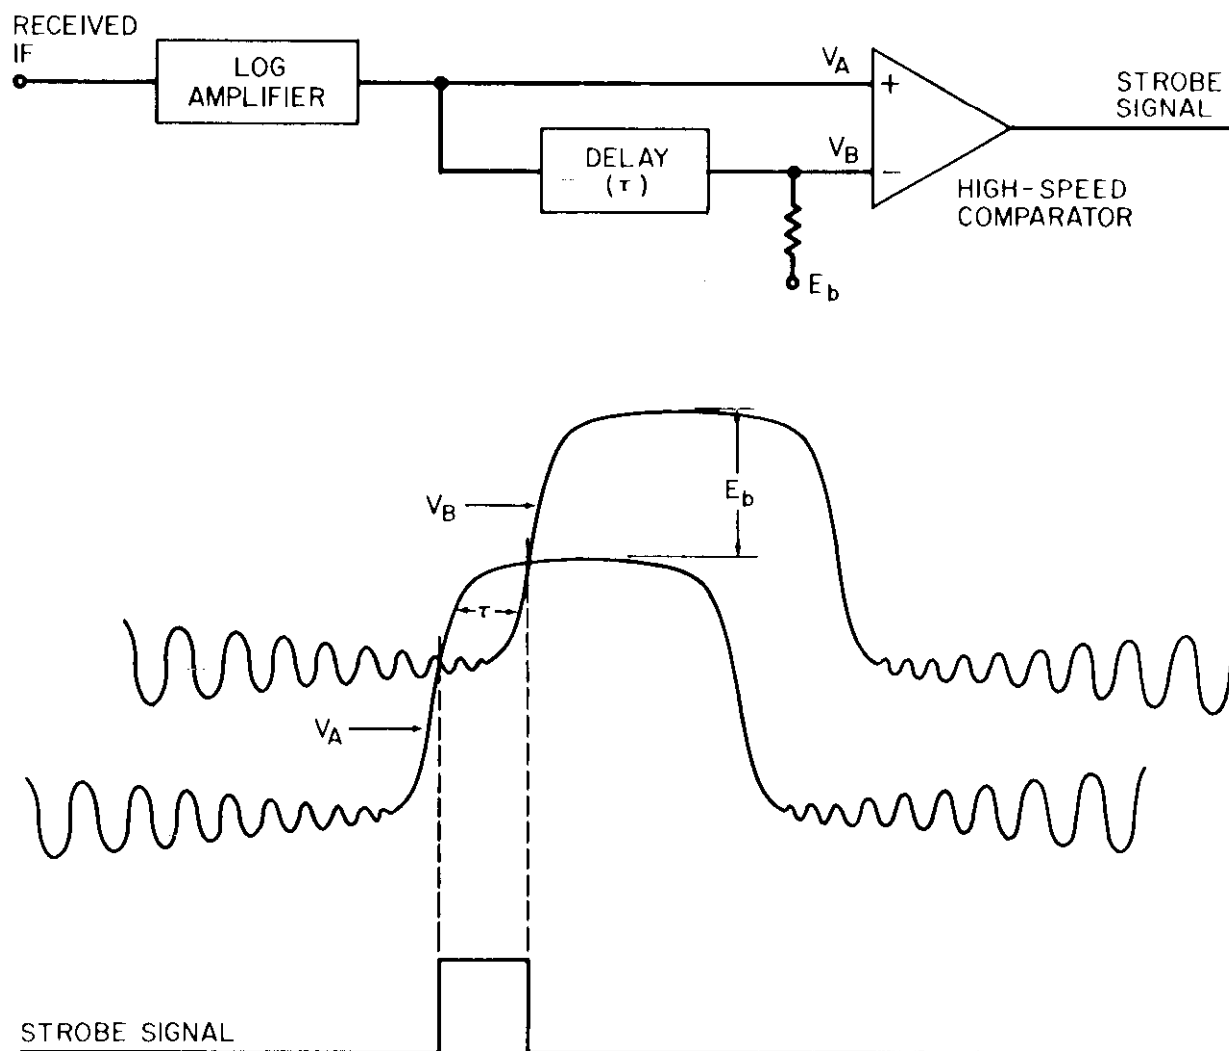 RECEIVED
IF
LOG
AMPLIFIER
V_A
+
STROBE
SIGNAL
DELAY
(τ)
V_B
−
HIGH-SPEED
COMPARATOR
E_b
V_B
E_b
τ
V_A
STROBE SIGNAL